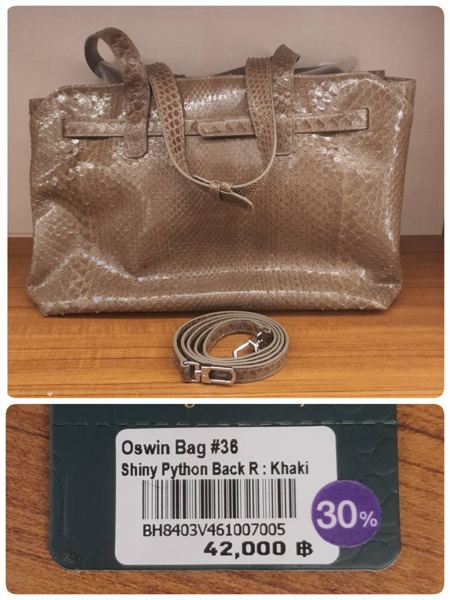 Oswin Bag #36
Shiny Python Back R : Khaki
BH8403V461007005
30%
42,000 ฿